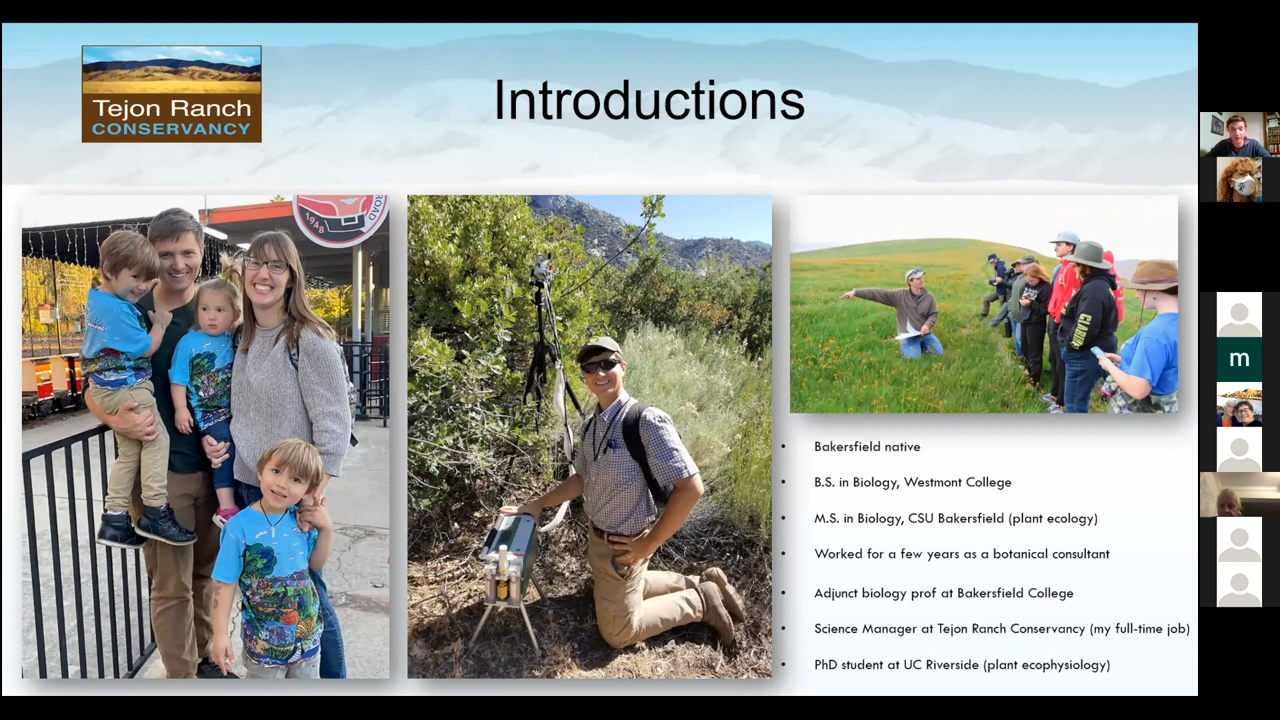 Tejon Ranch
CONSERVANCY
Introductions
1948
ROAD
• Bakersfield native
• B.S. in Biology, Westmont College
• M.S. in Biology, CSU Bakersfield (plant ecology)
• Worked for a few years as a botanical consultant
• Adjunct biology prof at Bakersfield College
• Science Manager at Tejon Ranch Conservancy (my full-time job)
• PhD student at UC Riverside (plant ecophysiology)
m